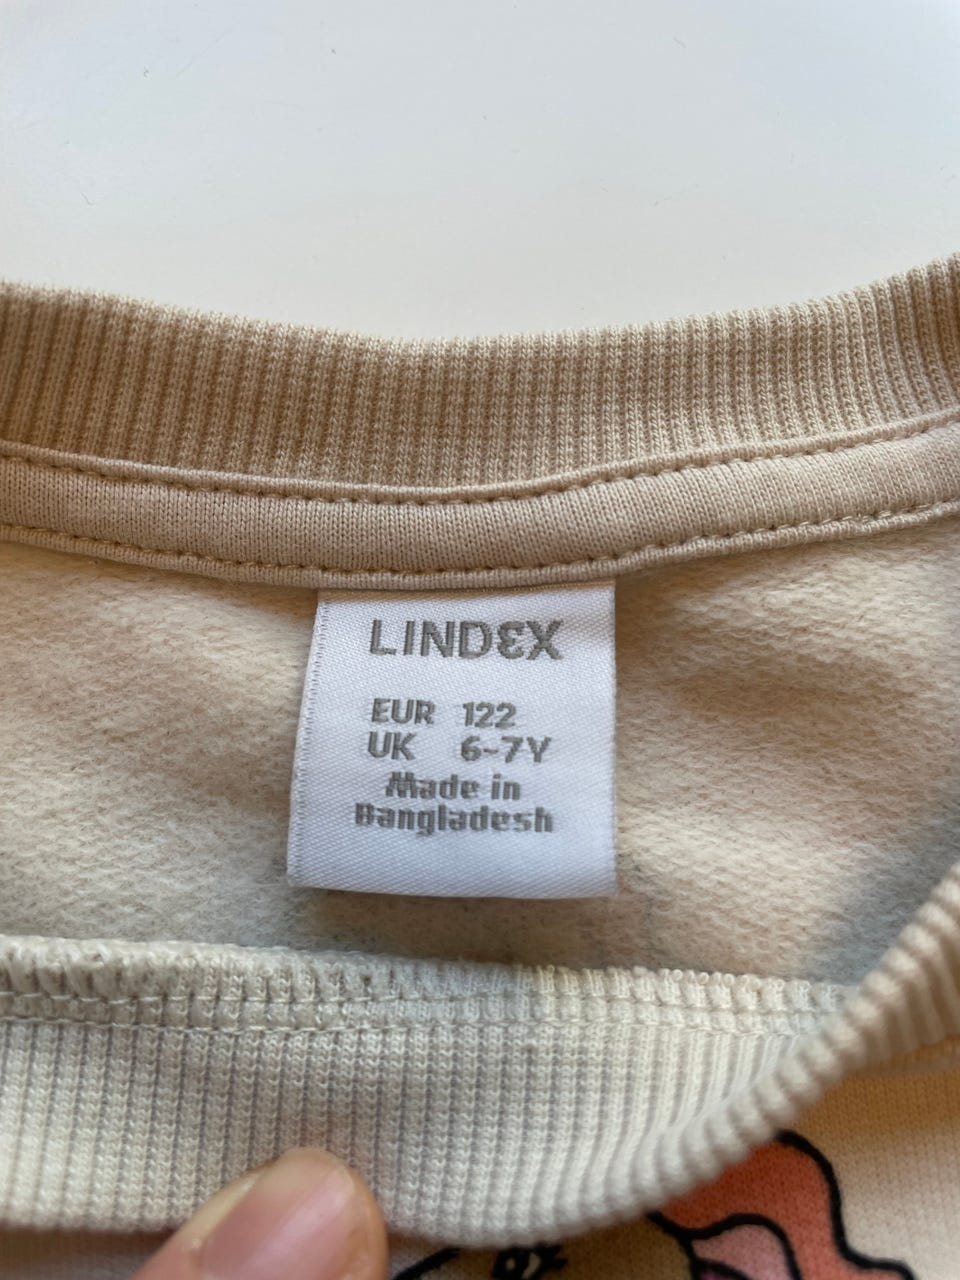 LINDEX
EUR 122
UK 6-7Y
Made in
Bangladesh